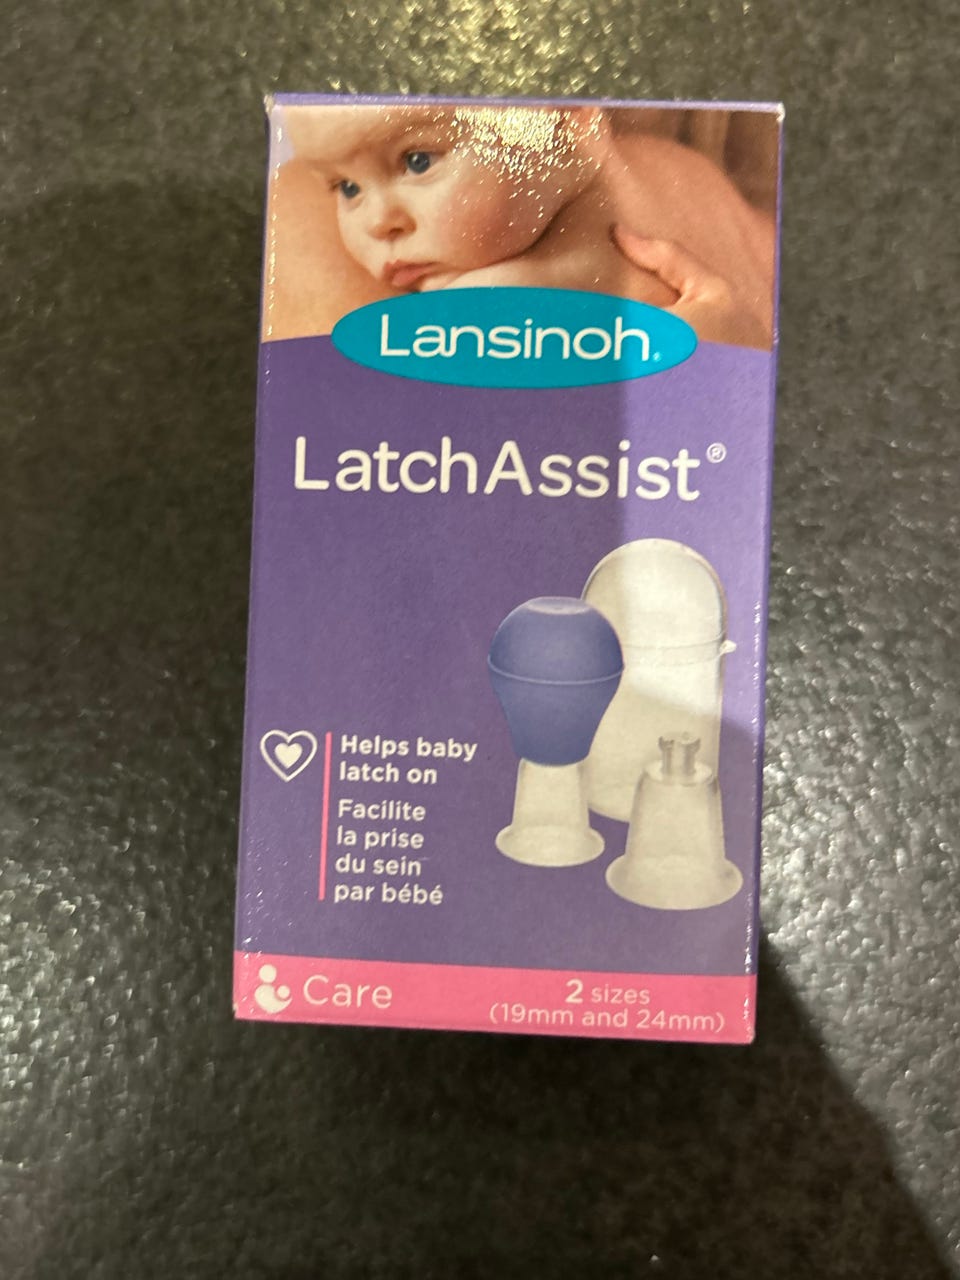 Lansinoh®
LatchAssist®
Helps baby
latch on
Facilite
la prise
du sein
par bébé
Care
2 sizes
(19mm and 24mm)